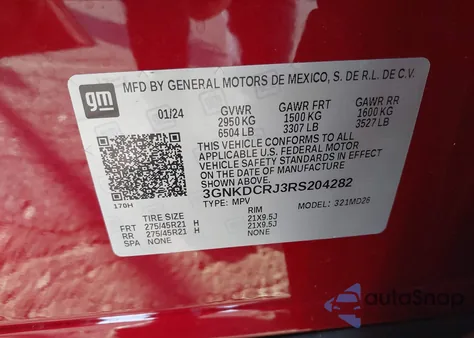 gm
MFD BY GENERAL MOTORS DE MEXICO, S. DE R.L. DE C.V.
01/24 GVWR GAWR FRT GAWR RR
2950 KG 1500 KG 1600 KG
6504 LB 3307 LB 3527 LB
THIS VEHICLE CONFORMS TO ALL
APPLICABLE U.S. FEDERAL MOTOR
VEHICLE SAFETY STANDARDS IN EFFECT
ON THE DATE OF MANUFACTURE SHOWN ABOVE.
3GNKDCRJ3RS204282
170H TYPE: MPV MODEL: 321MD26
TIRE SIZE RIM
FRT 275/45R21 H 21X9.5J
RR 275/45R21 H 21X9.5J
SPA NONE NONE
autoSnap